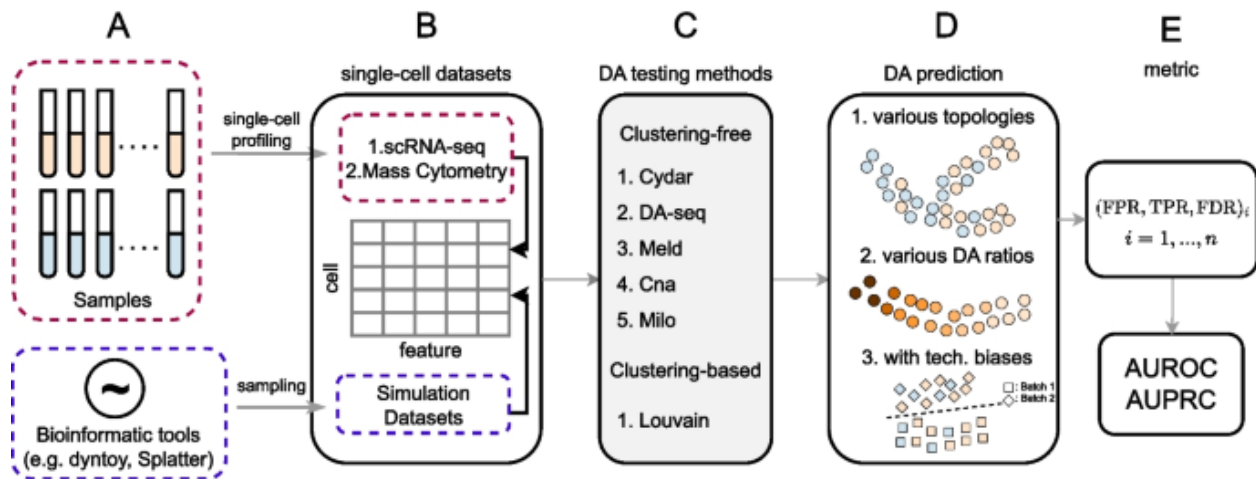 A
B
C
D
E
single-cell datasets
DA testing methods
DA prediction
metric
single-cell
profiling
Samples
1.scRNA-seq
2.Mass Cytometry
cell
feature
sampling
~
Bioinformatic tools
(e.g. dyntoy, Splatter)
Simulation
Datasets
Clustering-free
1. Cydar
2. DA-seq
3. Meld
4. Cna
5. Milo
Clustering-based
1. Louvain
1. various topologies
2. various DA ratios
3. with tech. biases
: Batch 1
: Batch 2
{FPR, TPR, FDR}ᵢ
i = 1, ..., n
AUROC
AUPRC